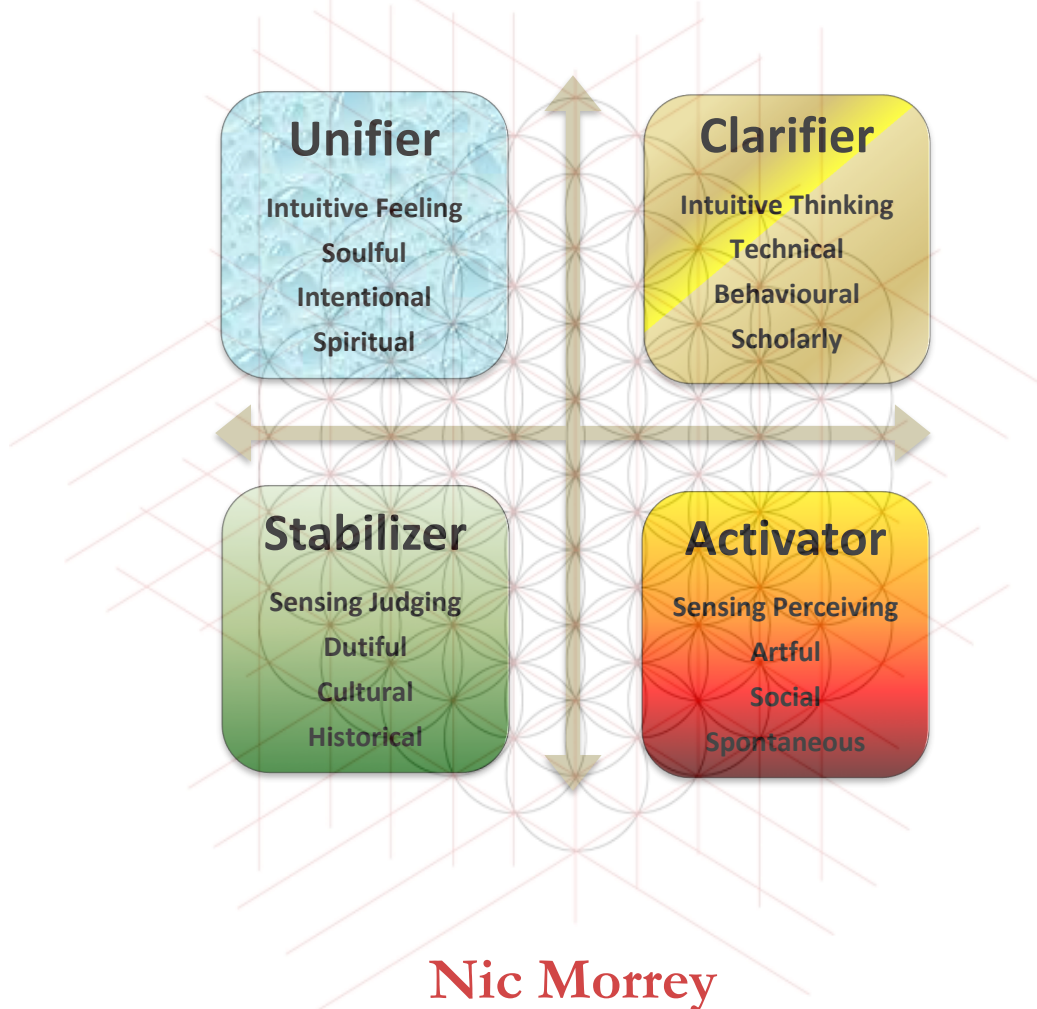 Unifier
Intuitive Feeling
Soulful
Intentional
Spiritual
Clarifier
Intuitive Thinking
Technical
Behavioural
Scholarly
Stabilizer
Sensing Judging
Dutiful
Cultural
Historical
Activator
Sensing Perceiving
Artful
Social
Spontaneous
Nic Morrey